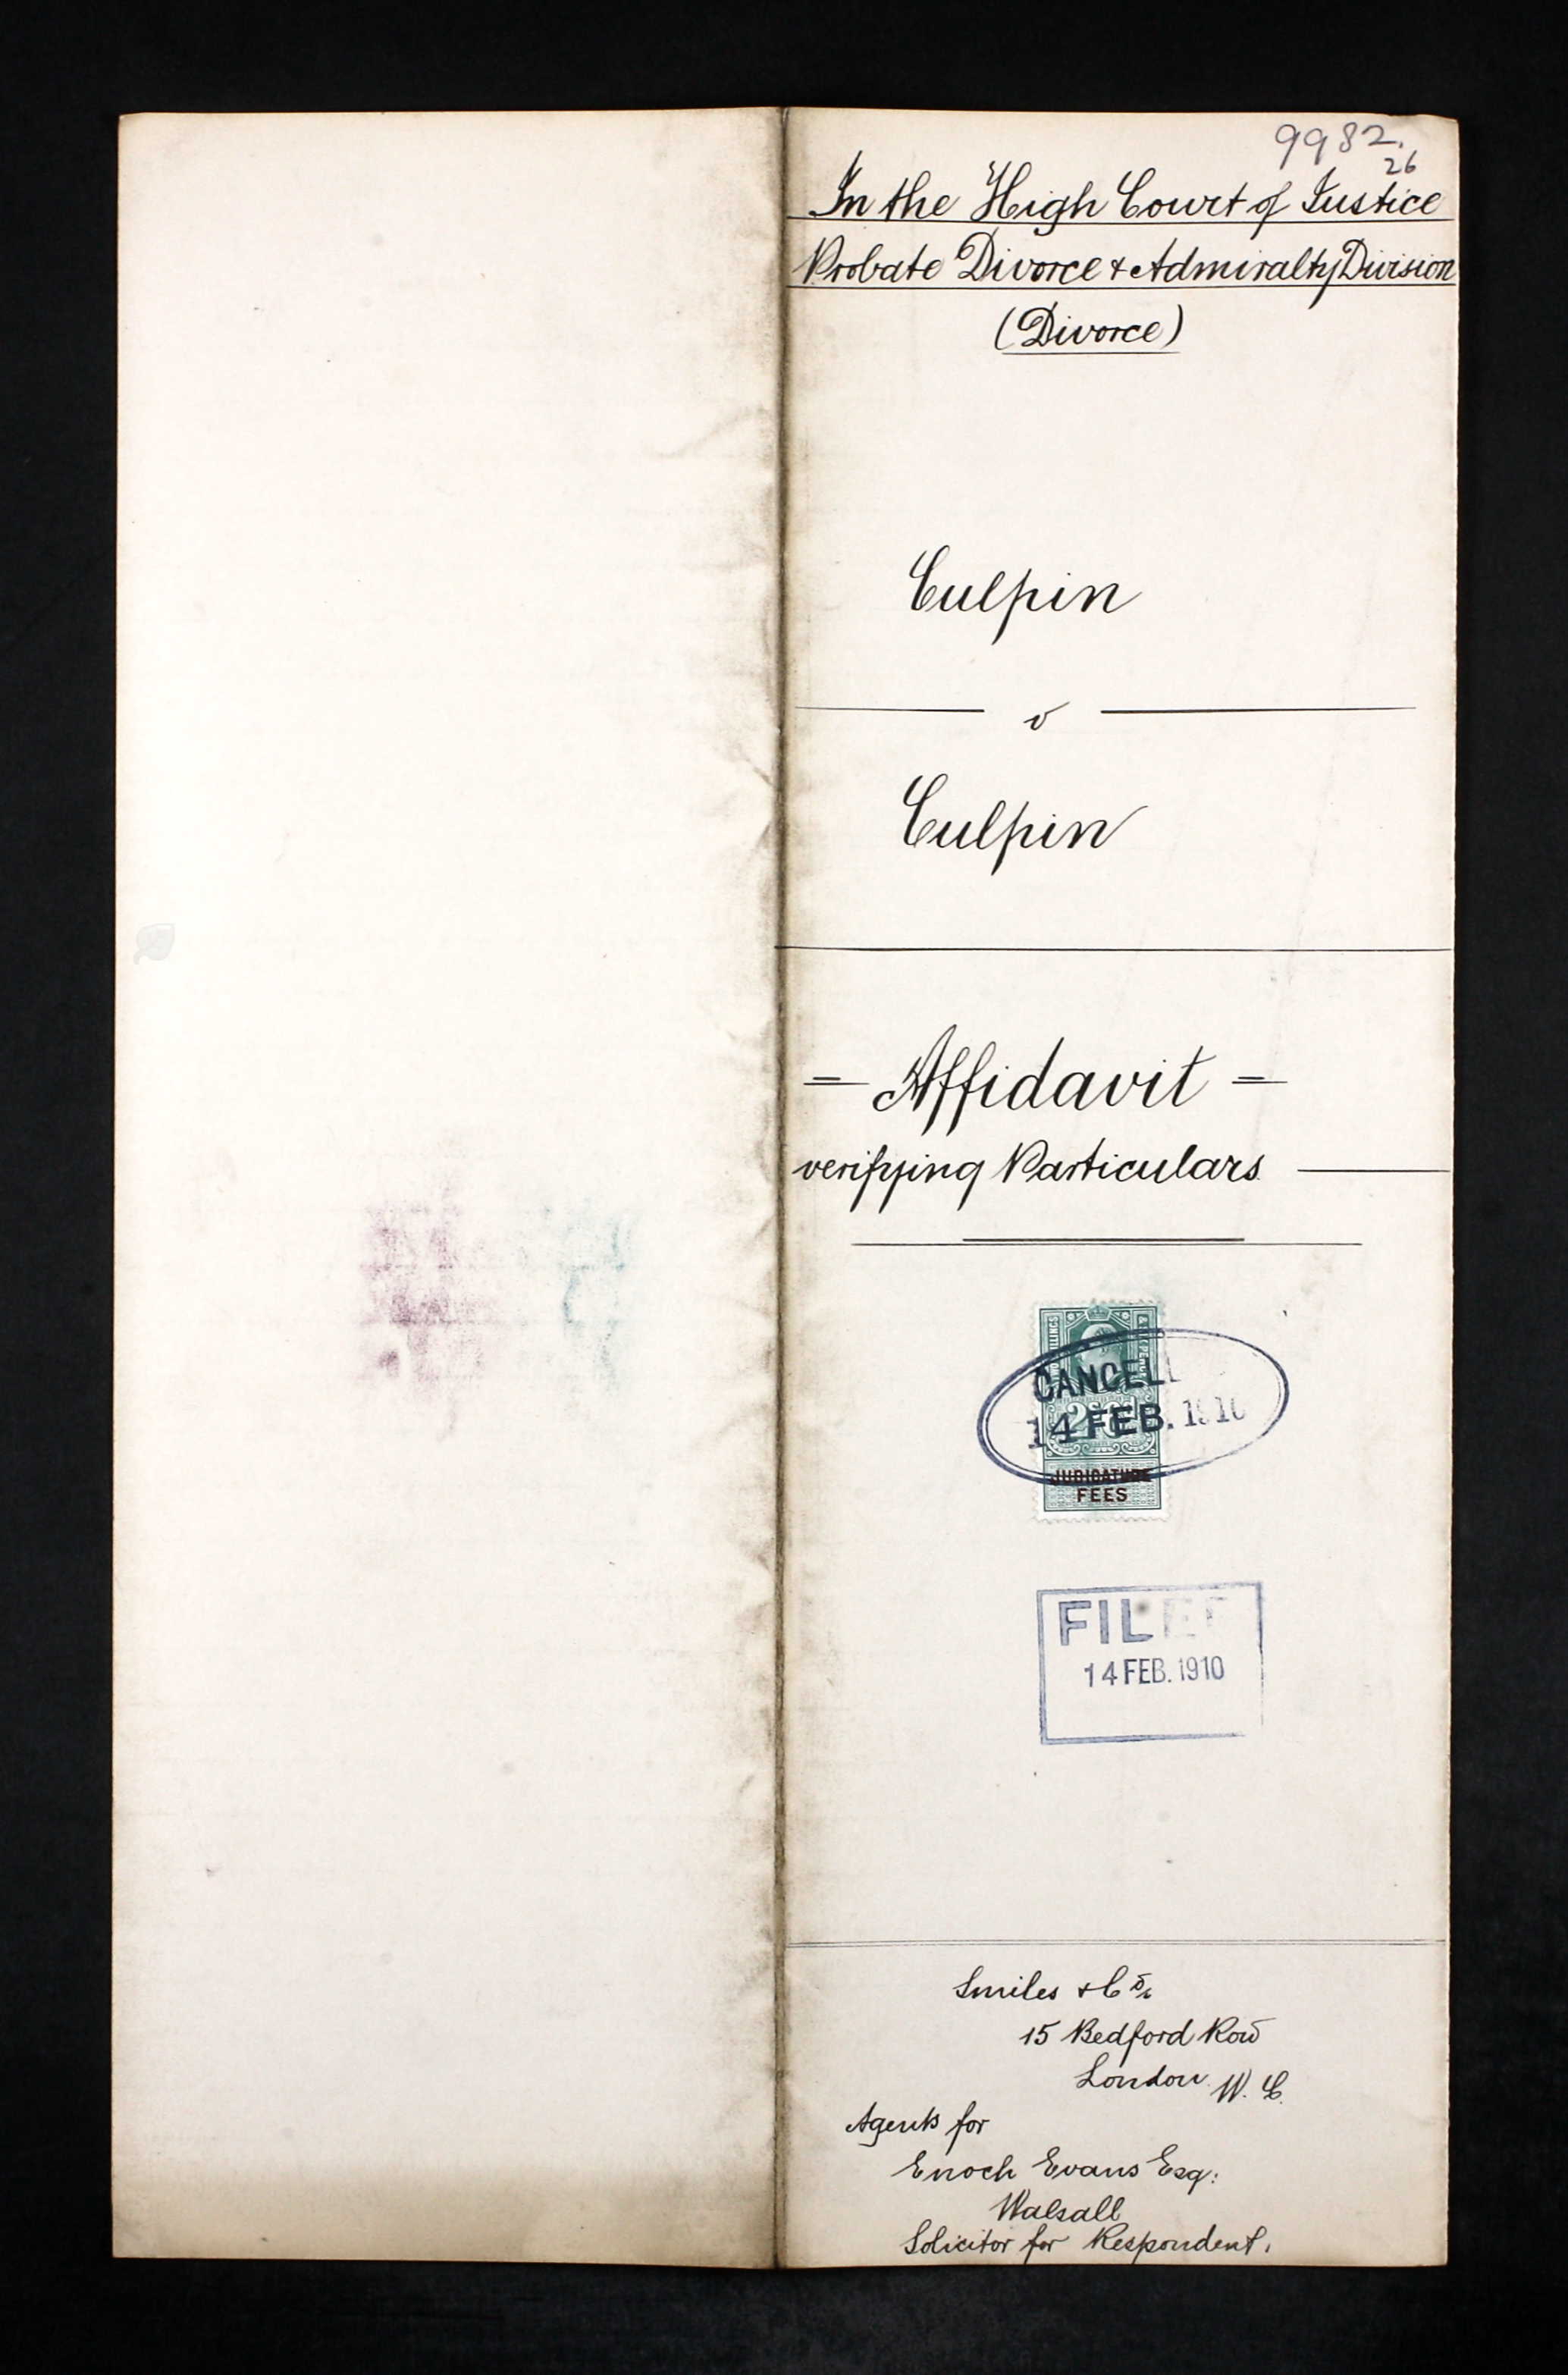 9982.
26
In the High Court of Justice
Probate Divorce & Admiralty Division
(Divorce)
Culpin
v
Culpin
= Affidavit =
verifying Particulars
CANCELL
14 FEB. 1910
JUDICATURE
FEES
FILED
14 FEB. 1910
Smiles & Co
15 Bedford Row
London W.C.
Agents for
Enoch Evans Esq:
Walsall
Solicitor for Respondent.